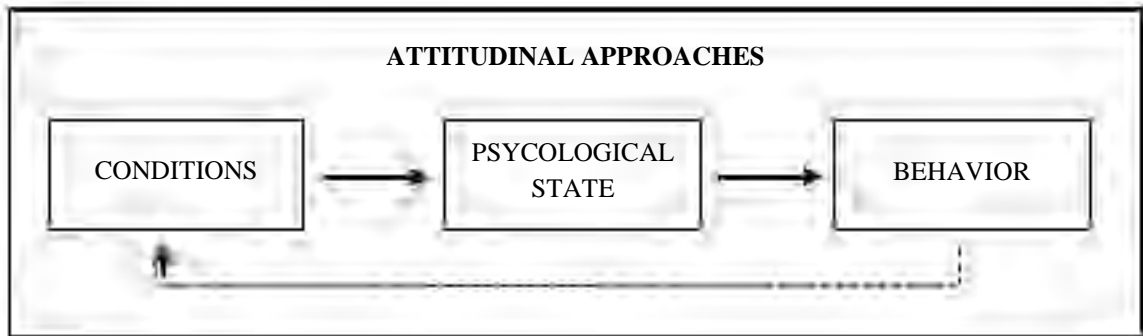 ATTITUDINAL APPROACHES
CONDITIONS
PSYCOLOGICAL
STATE
BEHAVIOR